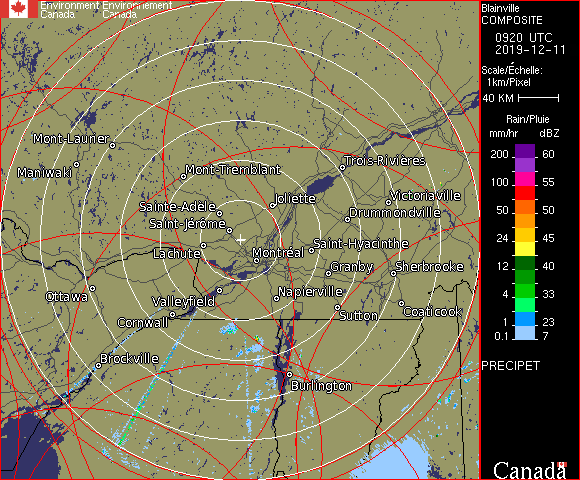 Environment Environnement
Canada Canada
Blainville
COMPOSITE
0920 UTC
2019-12-11
Scale/Échelle:
1km/Pixel
40 KM
Rain/Pluie
mm/hr dBZ
200 60
100 55
50 50
24 45
12 40
4 33
1 23
0.1 7
PRECIPET
Canada
Mont-Laurier
Maniwaki
Mont-Tremblant
Trois-Rivières
Joliette
Victoriaville
Sainte-Adèle
Drummondville
Saint-Jérôme
Saint-Hyacinthe
Lachute
Montréal
Granby
Sherbrooke
Ottawa
Valleyfield
Napierville
Cornwall
Sutton
Coaticook
Brockville
Burlington